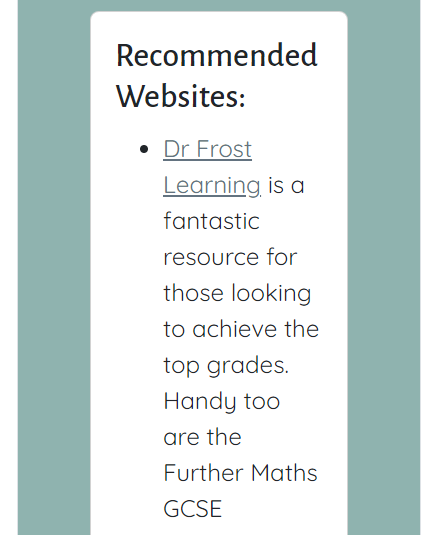 Recommended
Websites:
Dr Frost
Learning is a
fantastic
resource for
those looking
to achieve the
top grades.
Handy too
are the
Further Maths
GCSE